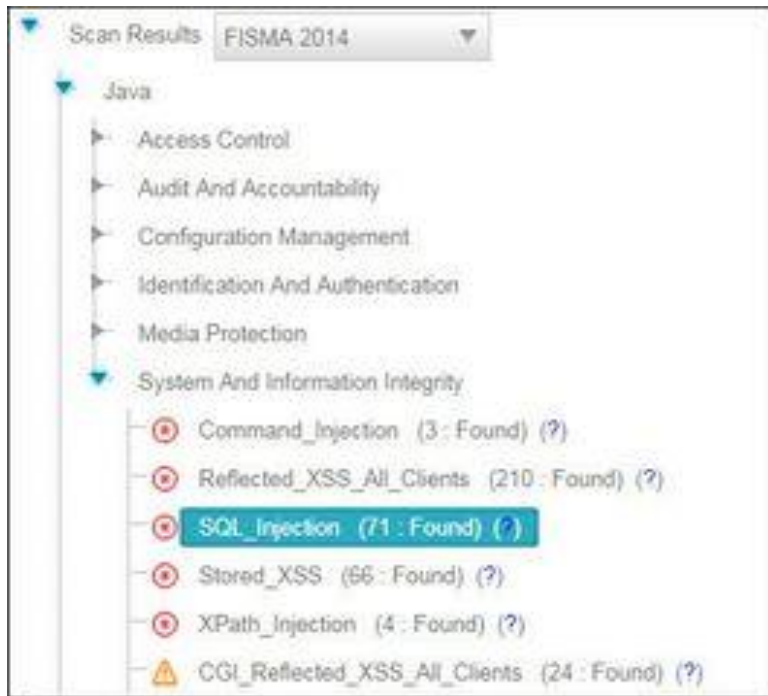 Scan Results FISMA 2014
Java
Access Control
Audit And Accountability
Configuration Management
Identification And Authentication
Media Protection
System And Information Integrity
Command_Injection (3 : Found) (?)
Reflected_XSS_All_Clients (210 : Found) (?)
SQL_Injection (71 : Found) (?)
Stored_XSS (66 : Found) (?)
XPath_Injection (4 : Found) (?)
CGI_Reflected_XSS_All_Clients (24 : Found) (?)